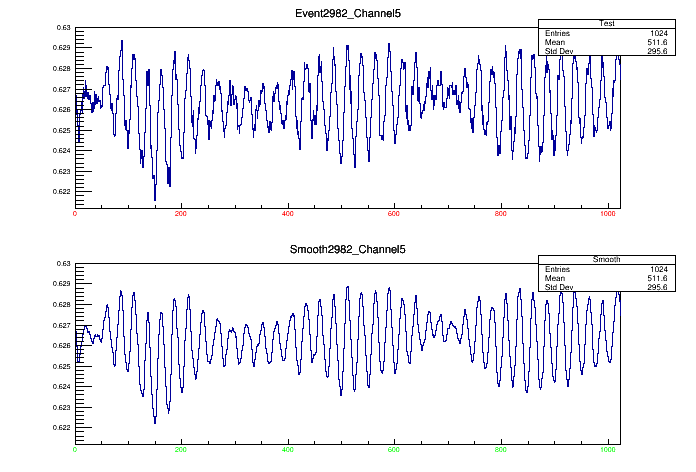 Event2982_Channel5
Test
Entries 1024
Mean 511.6
Std Dev 295.6
0.63
0.629
0.628
0.627
0.626
0.625
0.624
0.623
0.622
0 200 400 600 800 1000
Smooth2982_Channel5
Smooth
Entries 1024
Mean 511.6
Std Dev 295.6
0.63
0.629
0.628
0.627
0.626
0.625
0.624
0.623
0.622
0 200 400 600 800 1000